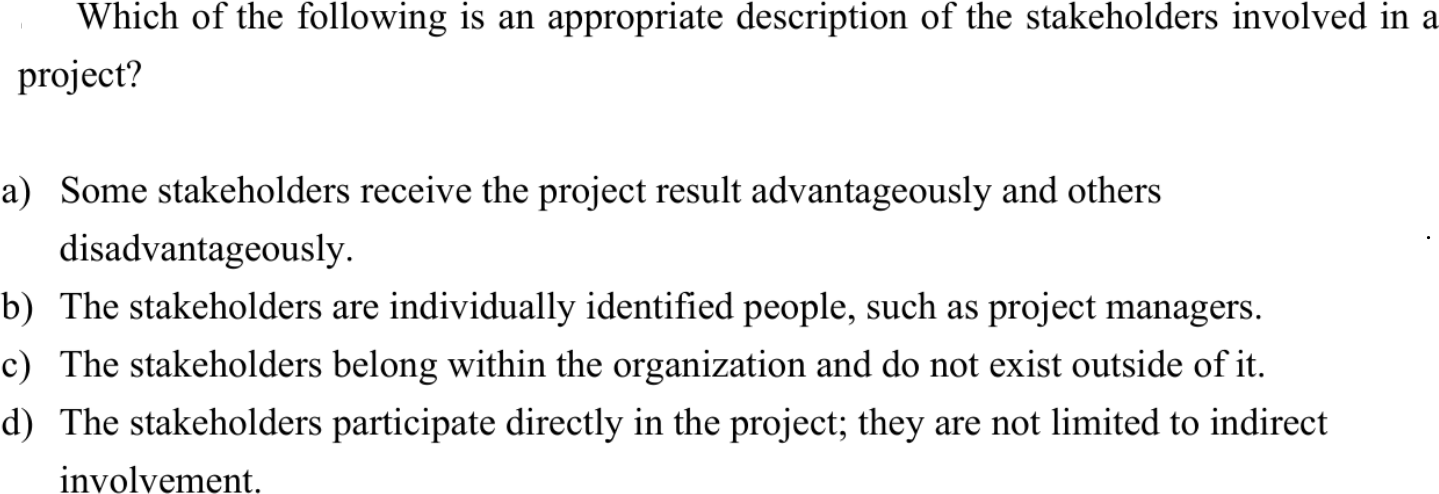 Which of the following is an appropriate description of the stakeholders involved in a
project?
a) Some stakeholders receive the project result advantageously and others
disadvantageously.
b) The stakeholders are individually identified people, such as project managers.
c) The stakeholders belong within the organization and do not exist outside of it.
d) The stakeholders participate directly in the project; they are not limited to indirect
involvement.